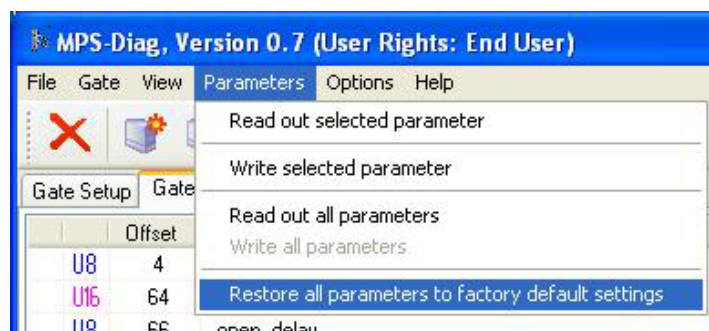 MPS-Diag, Version 0.7 (User Rights: End User)
File Gate View Parameters Options Help
Read out selected parameter
Write selected parameter
Gate Setup Gate
Read out all parameters
Offset
Write all parameters
U8 4
U16 64 Restore all parameters to factory default settings
U8 66 open_delay